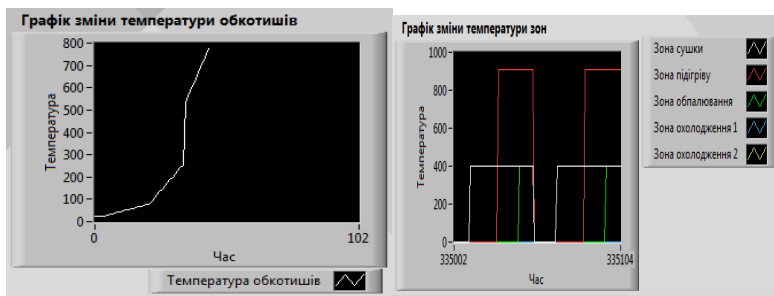 Графік зміни температури обкотишів
800
700
600
500
400
300
200
100
0
Температура
0
102
Час
Температура обкотишів
Графік зміни температури зон
1000
800
600
400
200
0
Температура
335002
335104
Час
Зона сушки
Зона підігріву
Зона обпалювання
Зона охолодження 1
Зона охолодження 2